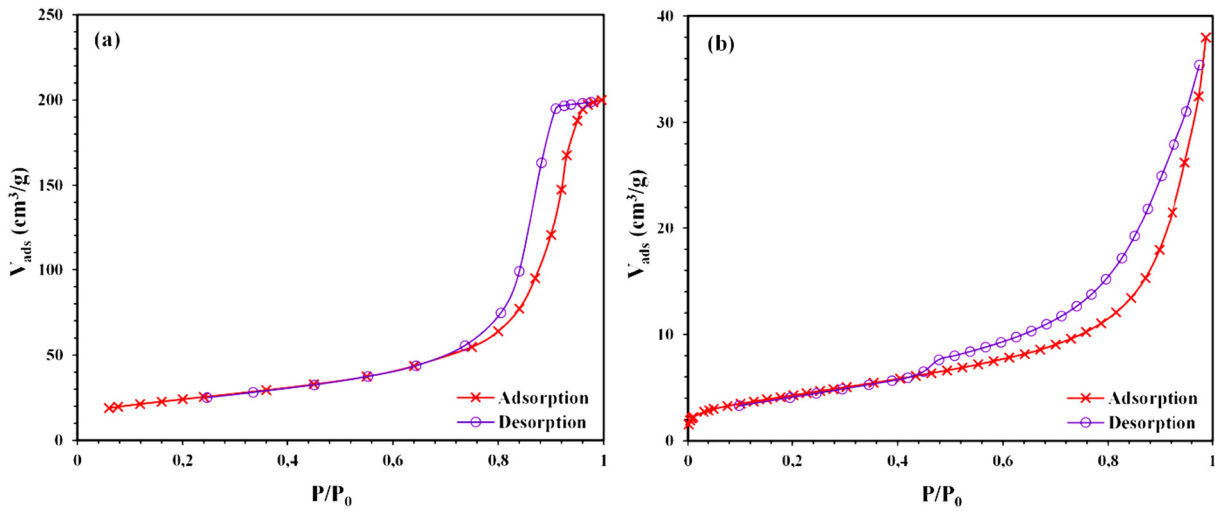 (a)
250
200
150
100
50
0
V_ads (cm³/g)
0
0,2
0,4
0,6
0,8
1
P/P₀
Adsorption
Desorption
(b)
40
30
20
10
0
V_ads (cm³/g)
0
0,2
0,4
0,6
0,8
1
P/P₀
Adsorption
Desorption